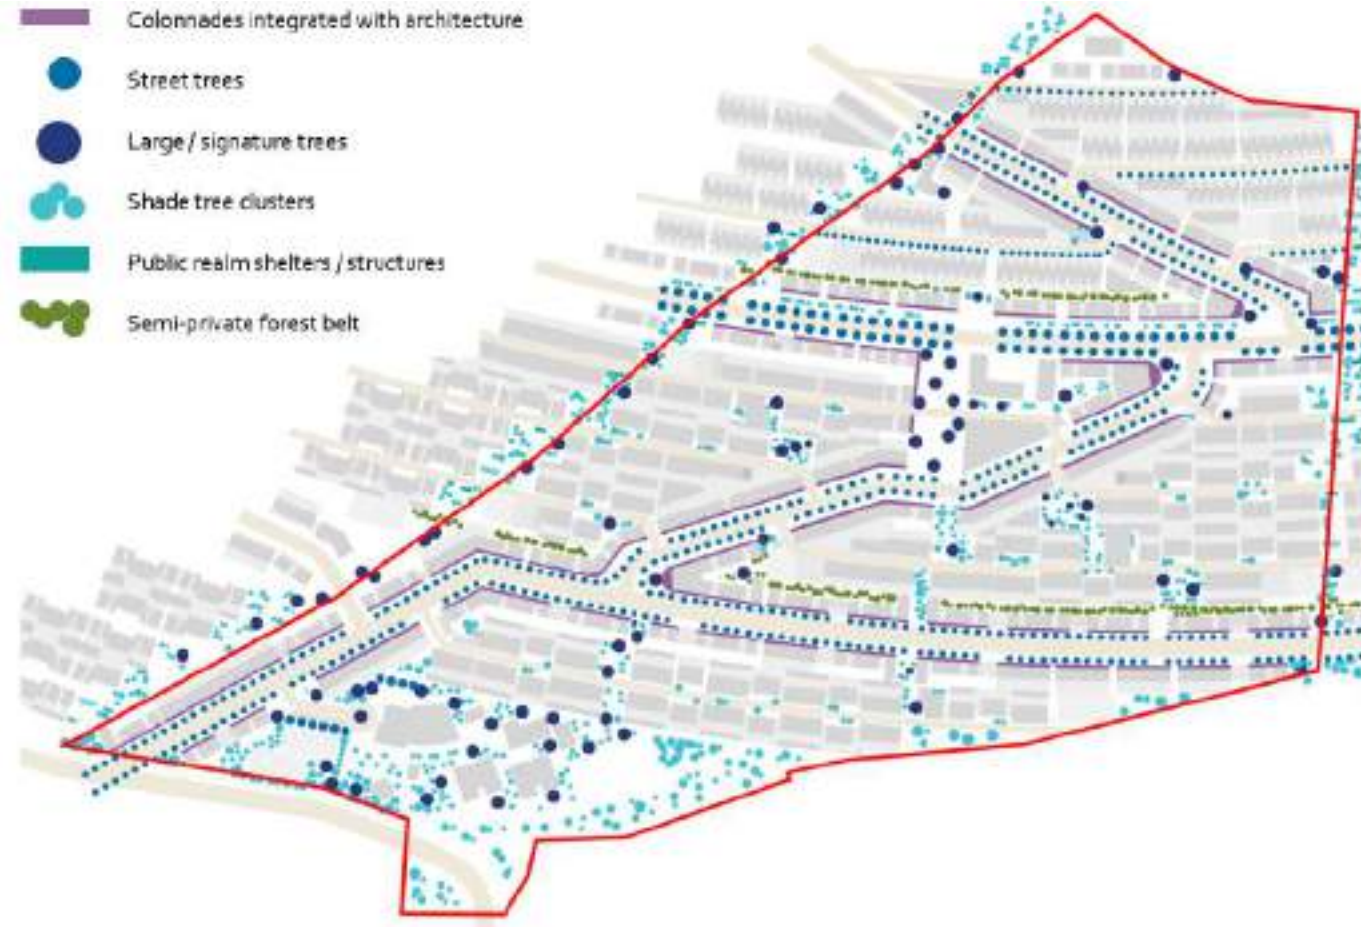 Colonnades integrated with architecture
Street trees
Large / signature trees
Shade tree clusters
Public realm shelters / structures
Semi-private forest belt